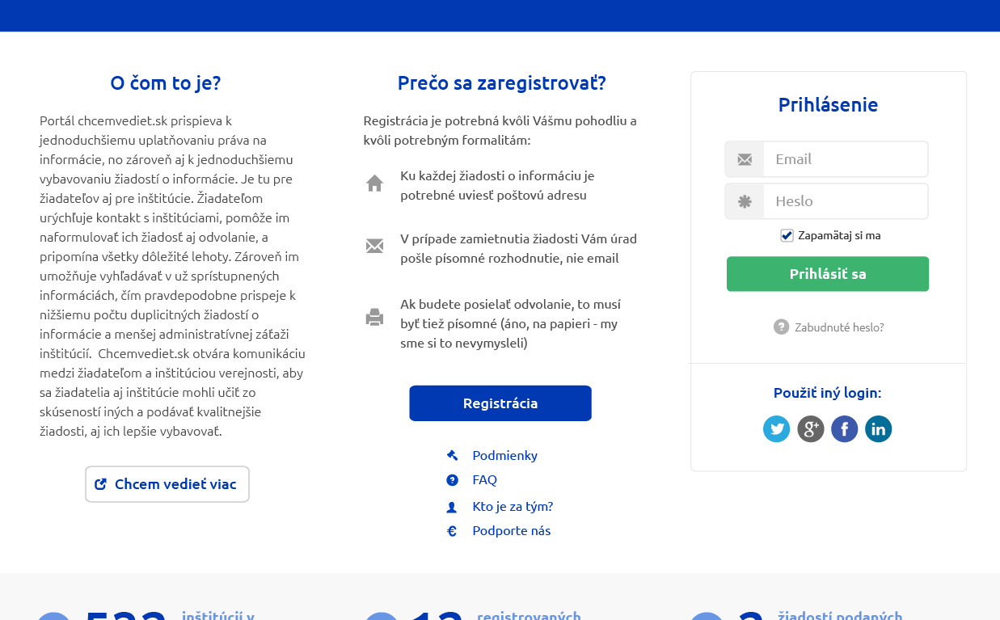 O čom to je?
Portál chcemvediet.sk prispieva k
jednoduchšiemu uplatňovaniu práva na
informácie, no zároveň aj k jednoduchšiemu
vybavovaniu žiadostí o informácie. Je tu pre
žiadateľov aj pre inštitúcie. Žiadateľom
urýchľuje kontakt s inštitúciami, pomôže im
naformulovať ich žiadosť aj odvolanie, a
pripomína všetky dôležité lehoty. Zároveň im
umožňuje vyhľadávať v už sprístupnených
informáciách, čím pravdepodobne prispeje k
nižšiemu počtu duplicitných žiadostí o
informácie a menšej administratívnej záťaži
inštitúcií.  Chcemvediet.sk otvára komunikáciu
medzi žiadateľom a inštitúciou verejnosti, aby
sa žiadatelia aj inštitúcie mohli učiť zo
skúseností iných a podávať kvalitnejšie
žiadosti, aj ich lepšie vybavovať.
Chcem vedieť viac
Prečo sa zaregistrovať?
Registrácia je potrebná kvôli Vášmu pohodliu a
kvôli potrebným formalitám:
Ku každej žiadosti o informáciu je
potrebné uviesť poštovú adresu
V prípade zamietnutia žiadosti Vám úrad
pošle písomné rozhodnutie, nie email
Ak budete posielať odvolanie, to musí
byť tiež písomné (áno, na papieri - my
sme si to nevymysleli)
Registrácia
Podmienky
FAQ
Kto je za tým?
Podporte nás
Prihlásenie
Email
Heslo
Zapamätaj si ma
Prihlásiť sa
Zabudnuté heslo?
Použiť iný login:
inštitúcií v
registrovaných
žiadostí podaných